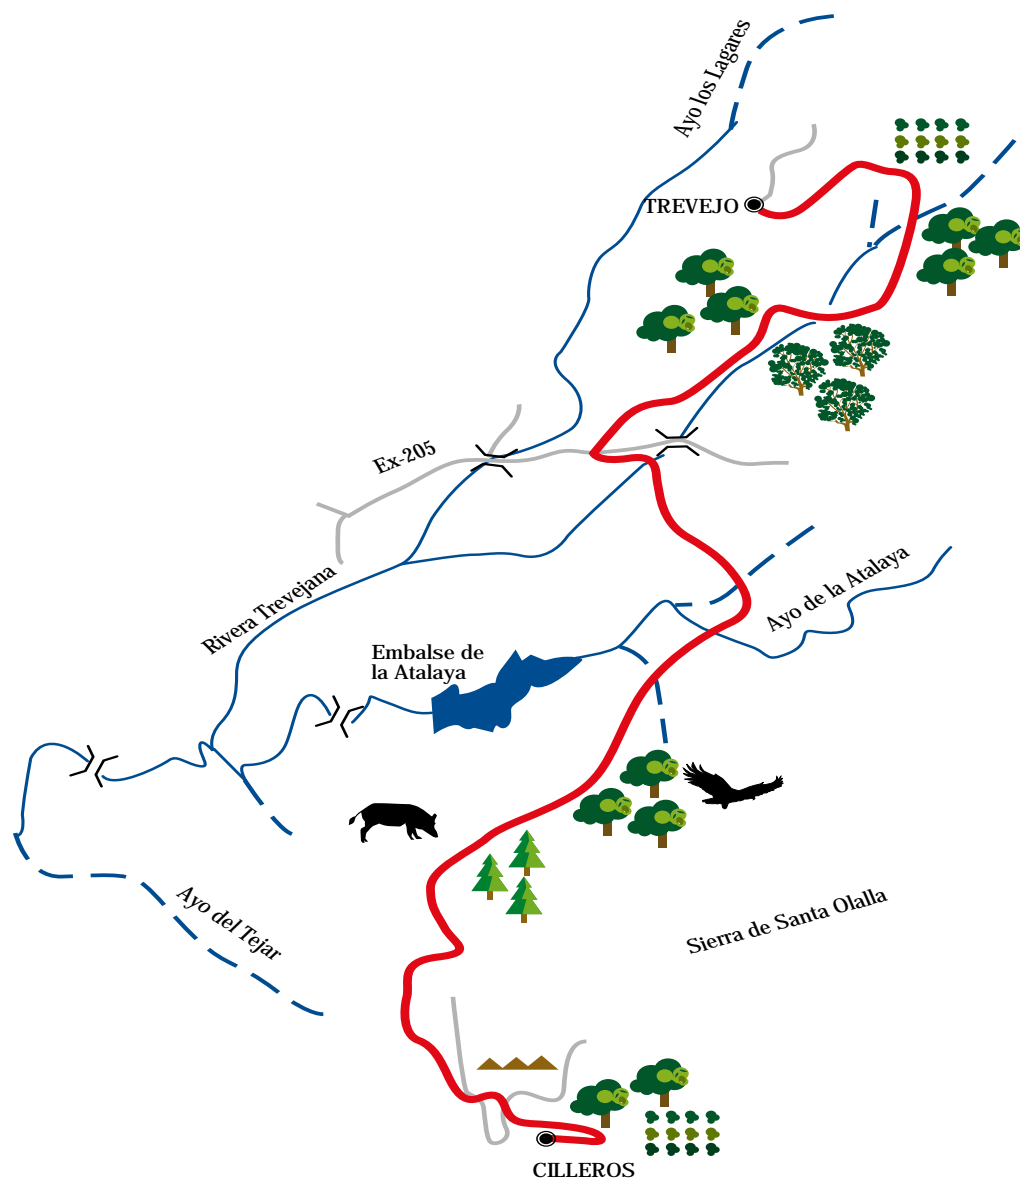 Ayo los Lagares
TREVEJO
Ex-205
Rivera Trevejana
Ayo de la Atalaya
Embalse de
la Atalaya
Ayo del Tejar
Sierra de Santa Olalla
CILLEROS